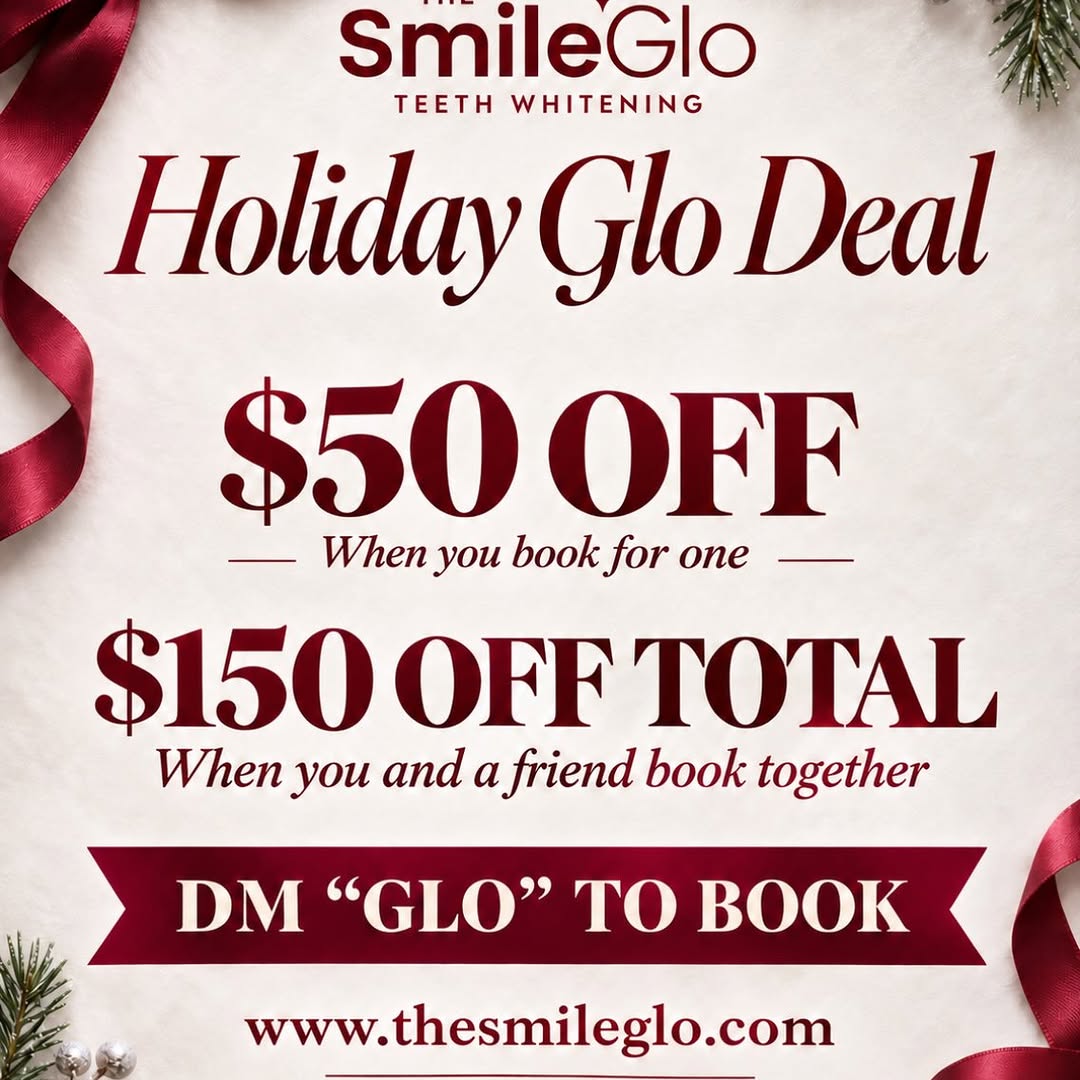 THE
SmileGlo
TEETH WHITENING
Holiday Glo Deal
$50 OFF
When you book for one
$150 OFF TOTAL
When you and a friend book together
DM “GLO” TO BOOK
www.thesmileglo.com